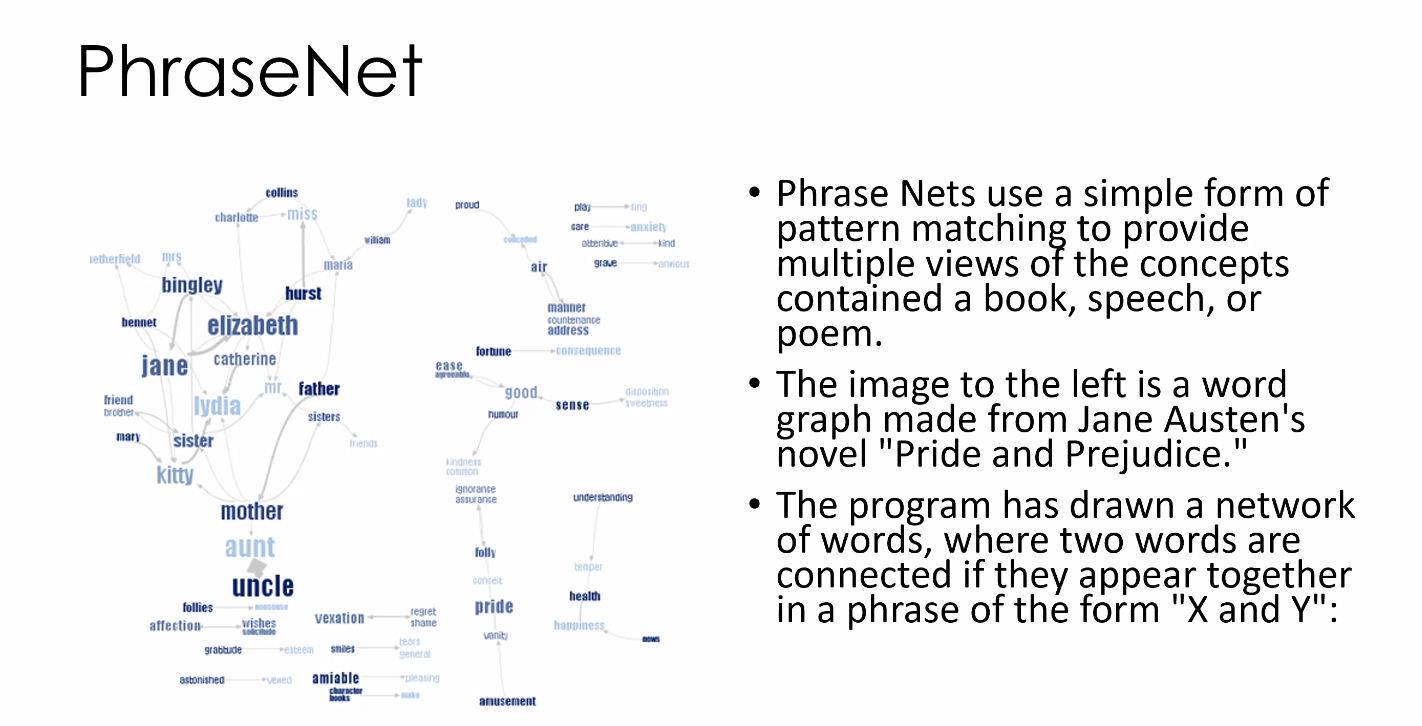 PhraseNet
collins
charlotte
miss
lady
william
maria
netherfield
mrs
bingley
hurst
bennet
elizabeth
jane
catherine
mr
father
friend
brother
lydia
sisters
friends
mary
sister
kitty
mother
aunt
uncle
follies
nonsense
affection
wishes
solicitude
gratitude
esteem
astonished
vexed
vexation
regret
shame
smiles
tears
general
amiable
pleasing
character
books
make
proud
conceited
air
manner
countenance
address
play
sing
care
anxiety
attentive
kind
grave
anxious
fortune
consequence
ease
agreeable
good
humour
sense
disposition
sweetness
kindness
common
ignorance
assurance
folly
conceit
pride
vanity
amusement
understanding
temper
health
happiness
news
• Phrase Nets use a simple form of
pattern matching to provide
multiple views of the concepts
contained a book, speech, or
poem.
• The image to the left is a word
graph made from Jane Austen's
novel "Pride and Prejudice."
• The program has drawn a network
of words, where two words are
connected if they appear together
in a phrase of the form "X and Y":